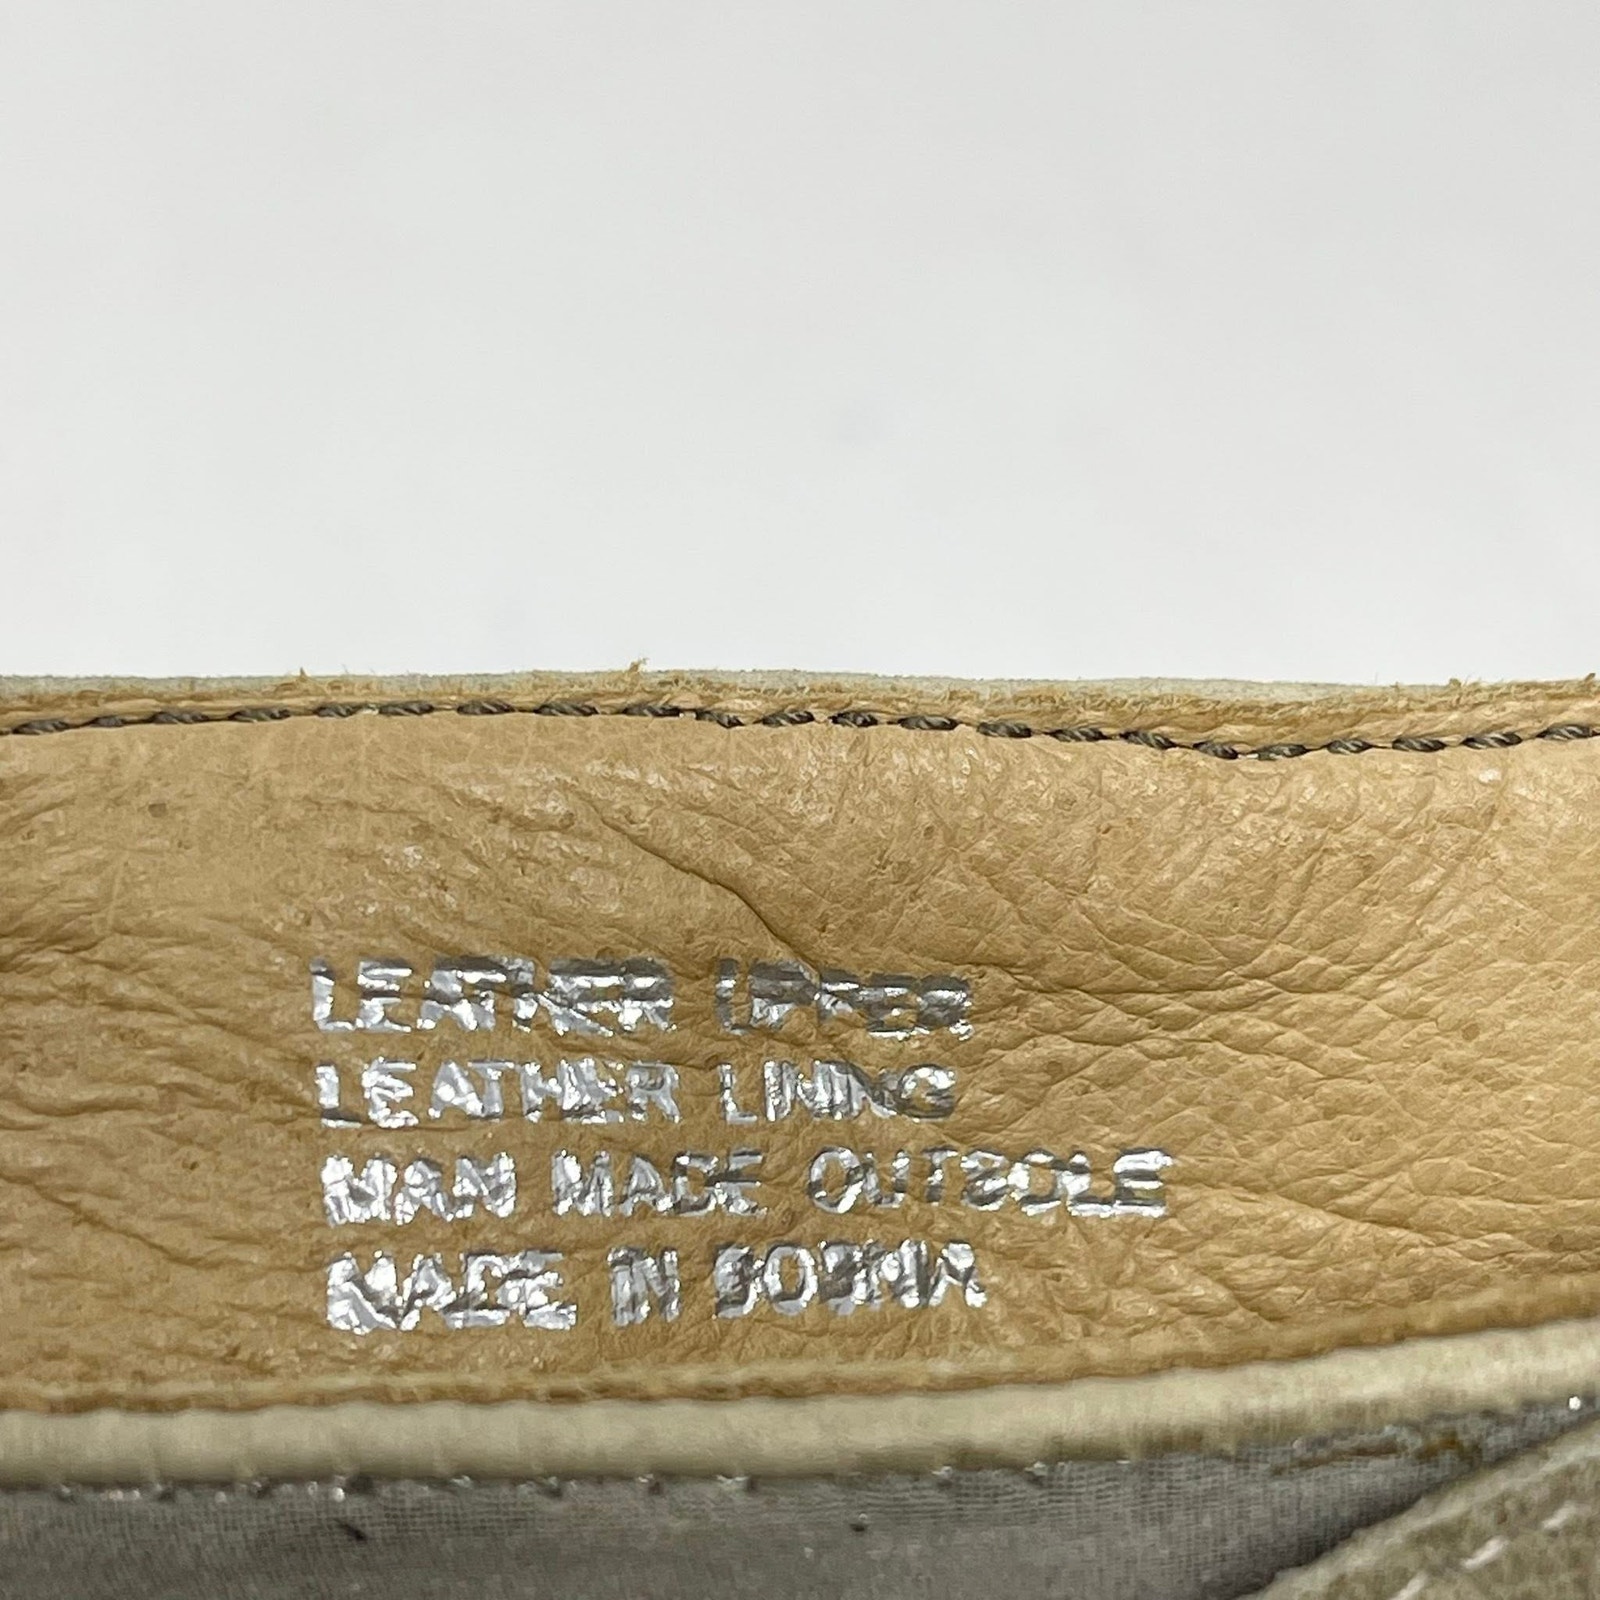 LEATHER UPPER
LEATHER LINING
MAN MADE OUTSOLE
MADE IN BOSNIA